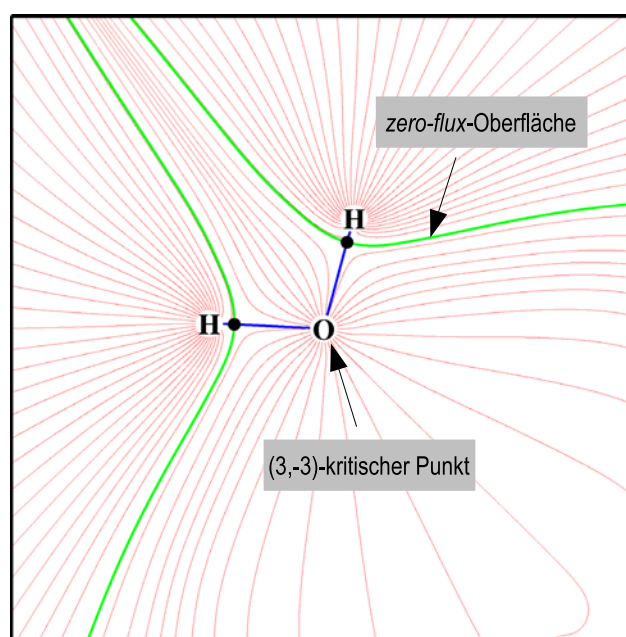 zero-flux-Oberfläche
H
H
O
(3,-3)-kritischer Punkt